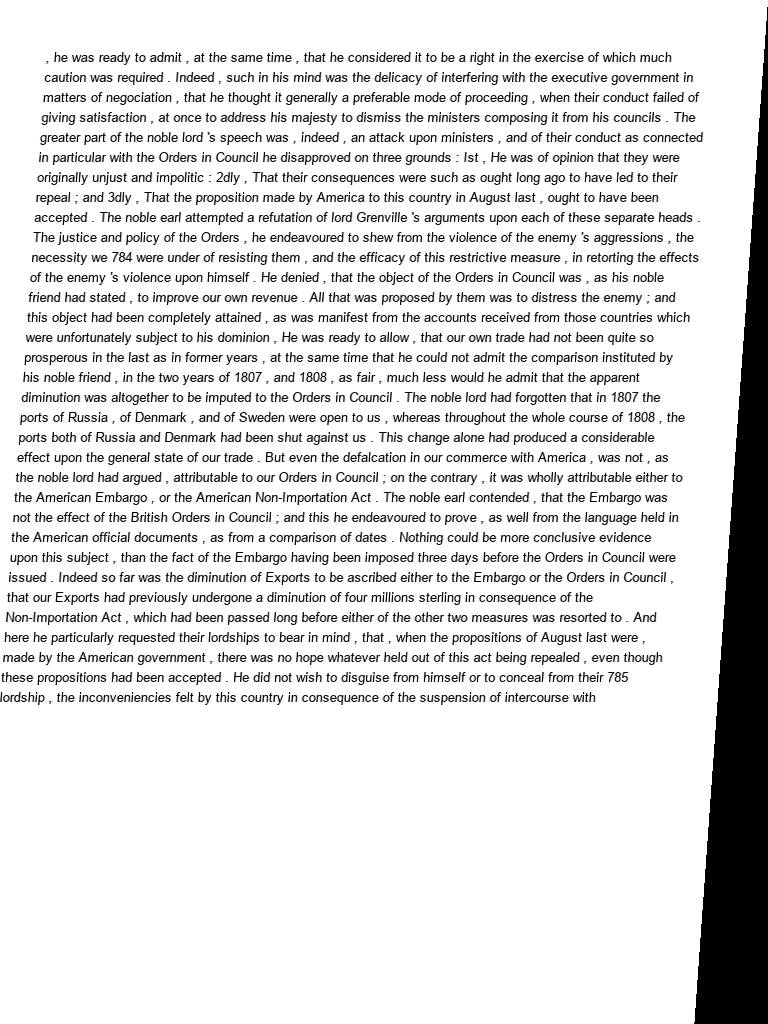 , he was ready to admit , at the same time , that he considered it to be a right in the exercise of which much
caution was required . Indeed , such in his mind was the delicacy of interfering with the executive government in
matters of negociation , that he thought it generally a preferable mode of proceeding , when their conduct failed of
giving satisfaction , at once to address his majesty to dismiss the ministers composing it from his councils . The
greater part of the noble lord 's speech was , indeed , an attack upon ministers , and of their conduct as connected
in particular with the Orders in Council he disapproved on three grounds : Ist , He was of opinion that they were
originally unjust and impolitic : 2dly , That their consequences were such as ought long ago to have led to their
repeal ; and 3dly , That the proposition made by America to this country in August last , ought to have been
accepted . The noble earl attempted a refutation of lord Grenville 's arguments upon each of these separate heads .
The justice and policy of the Orders , he endeavoured to shew from the violence of the enemy 's aggressions , the
necessity we 784 were under of resisting them , and the efficacy of this restrictive measure , in retorting the effects
of the enemy 's violence upon himself . He denied , that the object of the Orders in Council was , as his noble
friend had stated , to improve our own revenue . All that was proposed by them was to distress the enemy ; and
this object had been completely attained , as was manifest from the accounts received from those countries which
were unfortunately subject to his dominion , He was ready to allow , that our own trade had not been quite so
prosperous in the last as in former years , at the same time that he could not admit the comparison instituted by
his noble friend , in the two years of 1807 , and 1808 , as fair , much less would he admit that the apparent
diminution was altogether to be imputed to the Orders in Council . The noble lord had forgotten that in 1807 the
ports of Russia , of Denmark , and of Sweden were open to us , whereas throughout the whole course of 1808 , the
ports both of Russia and Denmark had been shut against us . This change alone had produced a considerable
effect upon the general state of our trade . But even the defalcation in our commerce with America , was not , as
the noble lord had argued , attributable to our Orders in Council ; on the contrary , it was wholly attributable either to
the American Embargo , or the American Non-Importation Act . The noble earl contended , that the Embargo was
not the effect of the British Orders in Council ; and this he endeavoured to prove , as well from the language held in
the American official documents , as from a comparison of dates . Nothing could be more conclusive evidence
upon this subject , than the fact of the Embargo having been imposed three days before the Orders in Council were
issued . Indeed so far was the diminution of Exports to be ascribed either to the Embargo or the Orders in Council ,
that our Exports had previously undergone a diminution of four millions sterling in consequence of the
Non-Importation Act , which had been passed long before either of the other two measures was resorted to . And
here he particularly requested their lordships to bear in mind , that , when the propositions of August last were ,
made by the American government , there was no hope whatever held out of this act being repealed , even though
these propositions had been accepted . He did not wish to disguise from himself or to conceal from their 785
lordship , the inconveniencies felt by this country in consequence of the suspension of intercourse with